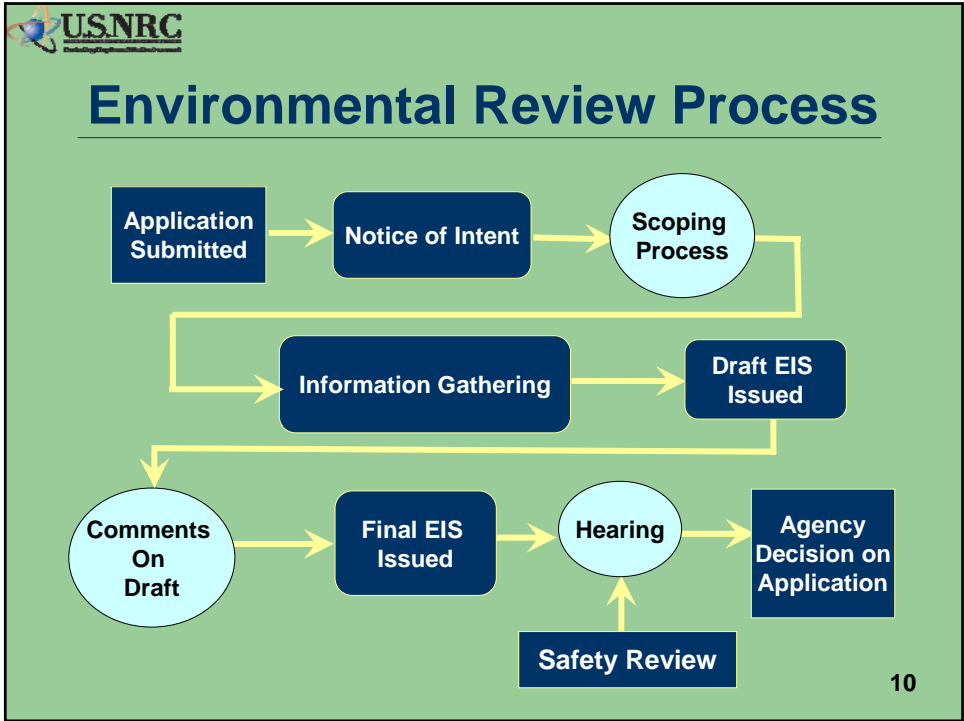 U.S.NRC
Environmental Review Process
Application
Submitted
Notice of Intent
Scoping
Process
Information Gathering
Draft EIS
Issued
Comments
On
Draft
Final EIS
Issued
Hearing
Agency
Decision on
Application
Safety Review
10